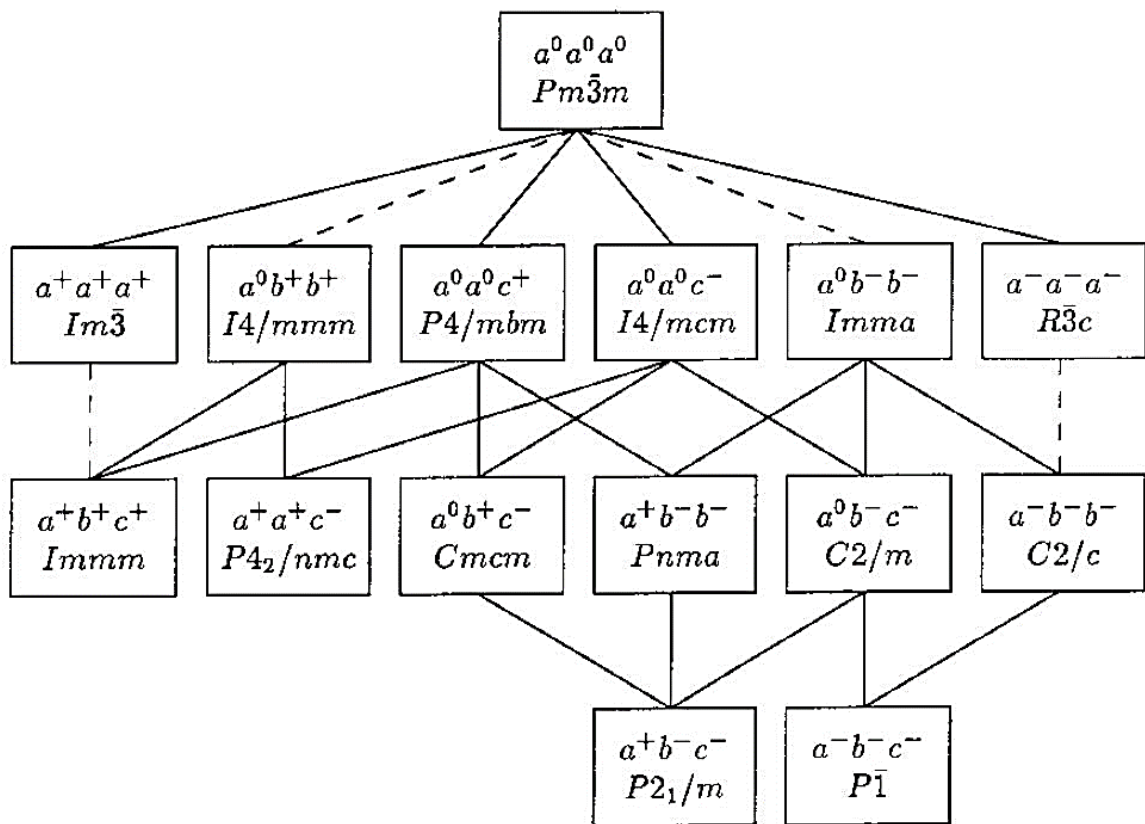 a⁰a⁰a⁰
Pm3̄m
a⁺a⁺a⁺
Im3̄
a⁰b⁺b⁺
I4/mmm
a⁰a⁰c⁺
P4/mbm
a⁰a⁰c⁻
I4/mcm
a⁰b⁻b⁻
Imma
a⁻a⁻a⁻
R3̄c
a⁺b⁺c⁺
Immm
a⁺a⁺c⁻
P4₂/nmc
a⁰b⁺c⁻
Cmcm
a⁺b⁻b⁻
Pnma
a⁰b⁻c⁻
C2/m
a⁻b⁻b⁻
C2/c
a⁺b⁻c⁻
P2₁/m
a⁻b⁻c⁻
P1̄